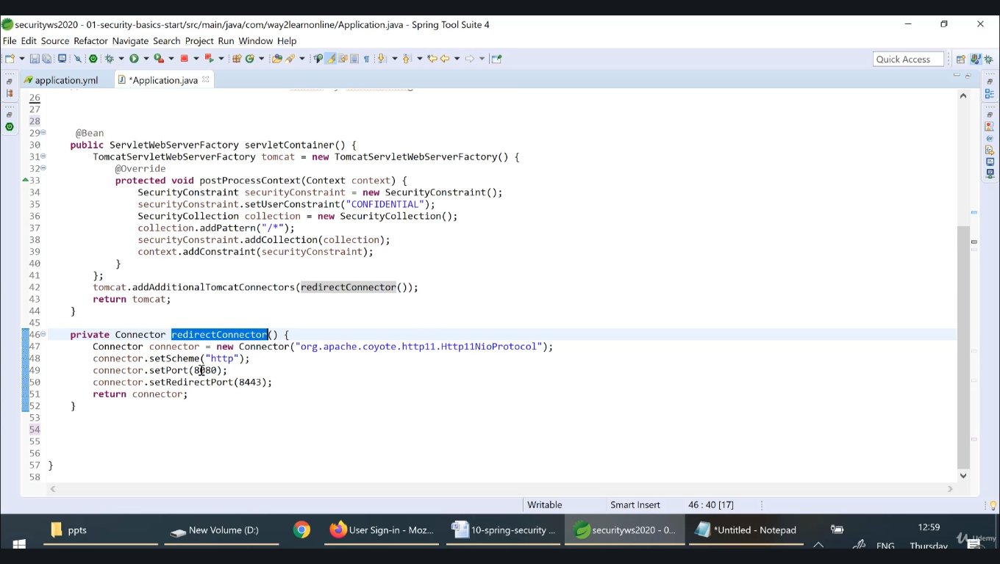 securityws2020 - 01-security-basics-start/src/main/java/com/way2learnonline/Application.java - Spring Tool Suite 4
File Edit Source Refactor Navigate Search Project Run Window Help
Quick Access
application.yml
*Application.java
26
27
28
29 @Bean
30 public ServletWebServerFactory servletContainer() {
31 TomcatServletWebServerFactory tomcat = new TomcatServletWebServerFactory() {
32 @Override
33 protected void postProcessContext(Context context) {
34 SecurityConstraint securityConstraint = new SecurityConstraint();
35 securityConstraint.setUserConstraint("CONFIDENTIAL");
36 SecurityCollection collection = new SecurityCollection();
37 collection.addPattern("/*");
38 securityConstraint.addCollection(collection);
39 context.addConstraint(securityConstraint);
40 }
41 };
42 tomcat.addAdditionalTomcatConnectors(redirectConnector());
43 return tomcat;
44 }
45
46 private Connector redirectConnector() {
47 Connector connector = new Connector("org.apache.coyote.http11.Http11NioProtocol");
48 connector.setScheme("http");
49 connector.setPort(8080);
50 connector.setRedirectPort(8443);
51 return connector;
52 }
53
54
55
56
57 }
58
Writable
Smart Insert
46 : 40 [17]
ppts
New Volume (D:)
User Sign-in - Moz...
10-spring-security ...
securityws2020 - 0...
*Untitled - Notepad
12:59
ENG
Thursday
Udemy